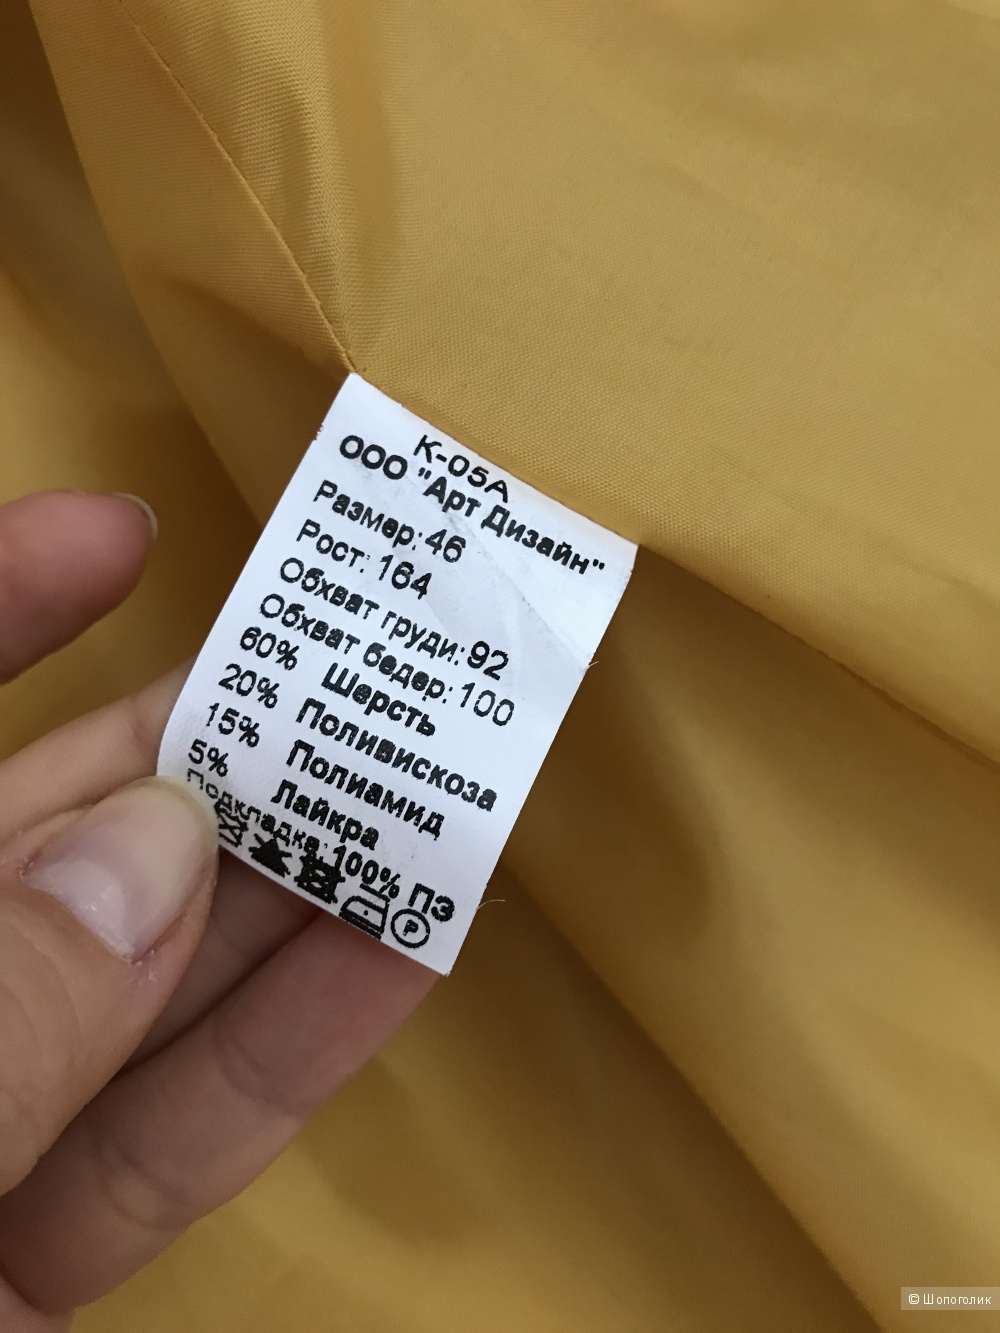 К-05А
ООО "Арт Дизайн"
Размер: 46
Рост: 164
Обхват груди: 92
Обхват бедер: 100
60% Шерсть
20% Поливискоза
15% Полиамид
5% Лайкра
Подкладка: 100% ПЭ
P
© Шопоголик